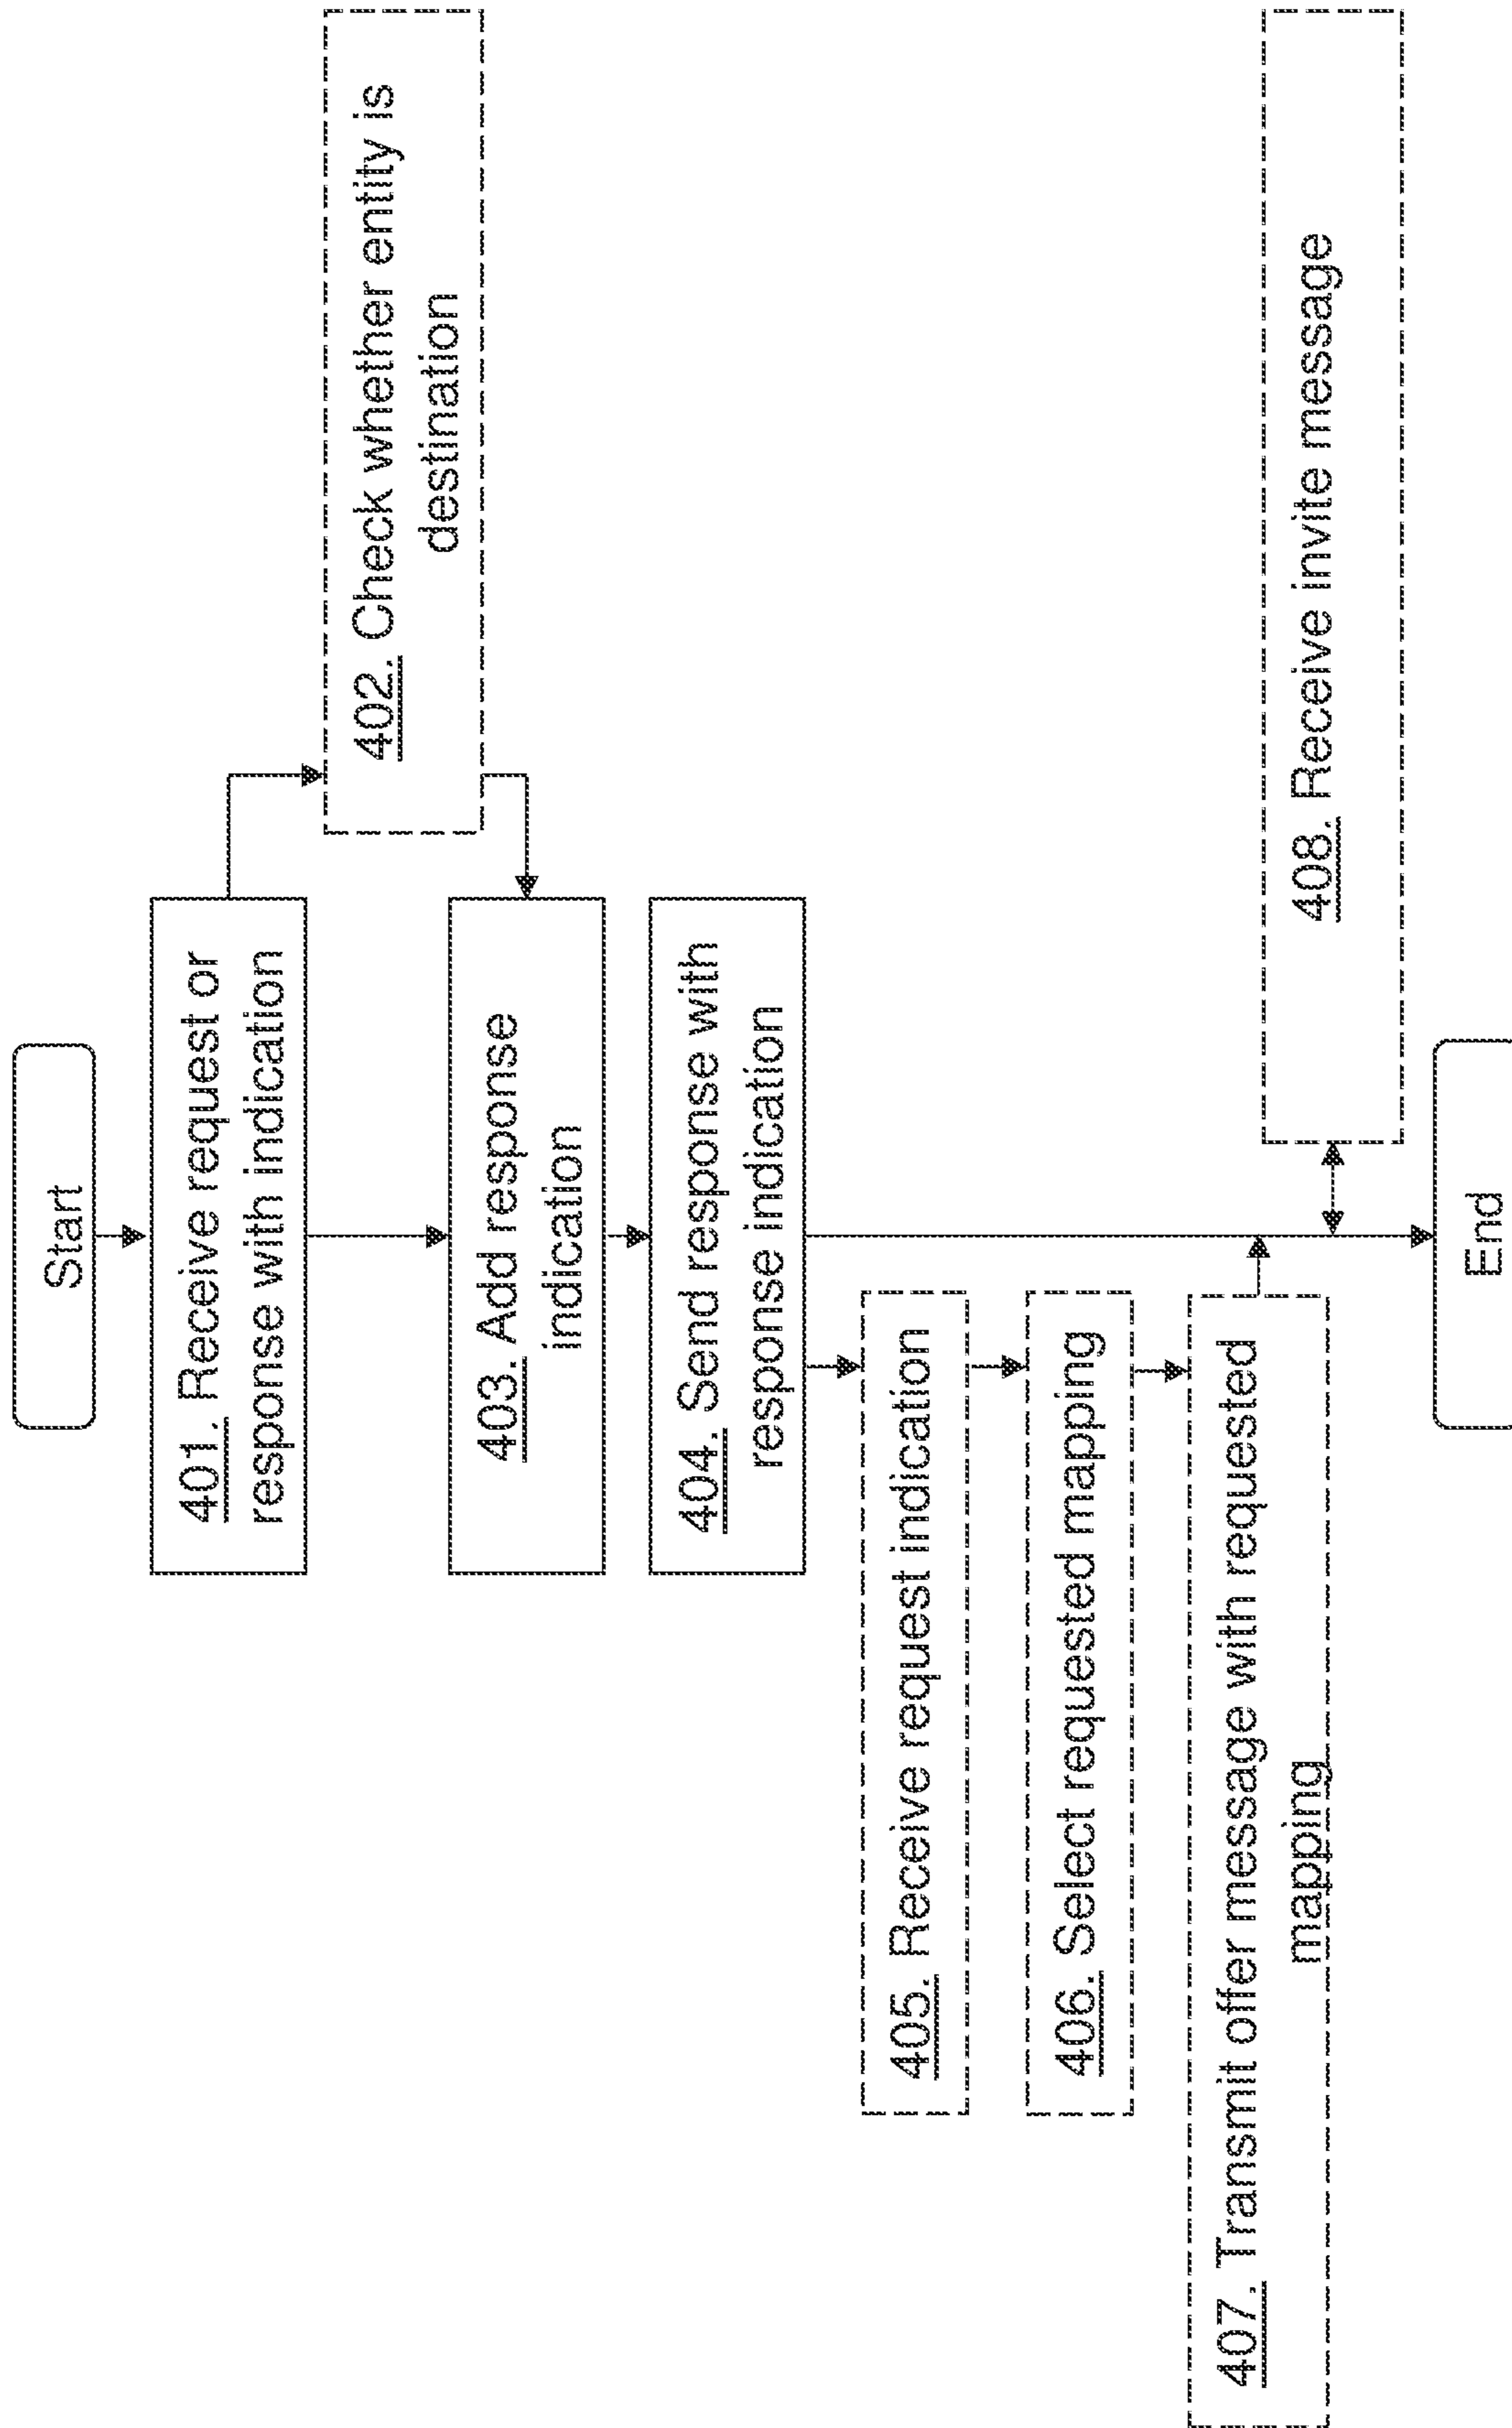 Start
401. Receive request or
response with indication
402. Check whether entity is
destination
403. Add response
indication
404. Send response with
response indication
405. Receive request indication
406. Select requested mapping
407. Transmit offer message with requested
mapping
408. Receive invite message
End